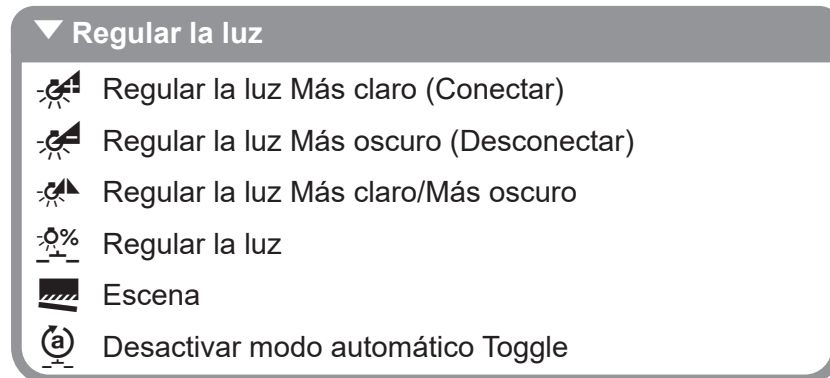 Regular la luz
Regular la luz Más claro (Conectar)
Regular la luz Más oscuro (Desconectar)
Regular la luz Más claro/Más oscuro
% Regular la luz
Escena
a Desactivar modo automático Toggle